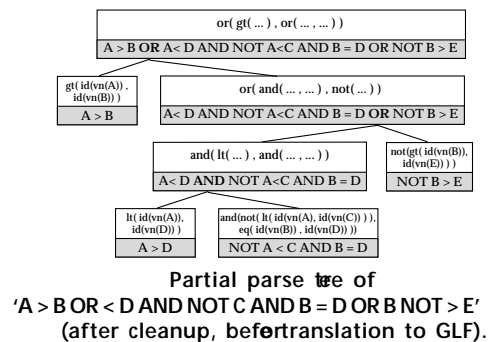 or( gt( ... ) , or( ... , ... ) )
A > B OR A< D AND NOT A<C AND B = D OR NOT B > E
gt( id(vn(A)) ,
id(vn(B)) )
A > B
or( and( ... , ... ) , not( ... ) )
A< D AND NOT A<C AND B = D OR NOT B > E
and( lt( ... ) , and( ... , ... ) )
A< D AND NOT A<C AND B = D
not(gt( id(vn(B)),
id(vn(E)) ) )
NOT B > E
lt( id(vn(A)),
id(vn(D)) )
A > D
and(not( lt( id(vn(A), id(vn(C)) ) ),
eq( id(vn(B)) , id(vn(D)) ))
NOT A < C AND B = D
Partial parse tre of
'A > B OR < D AND NOT C AND B = D OR B NOT > E'
(after cleanup, befor translation to GLF).